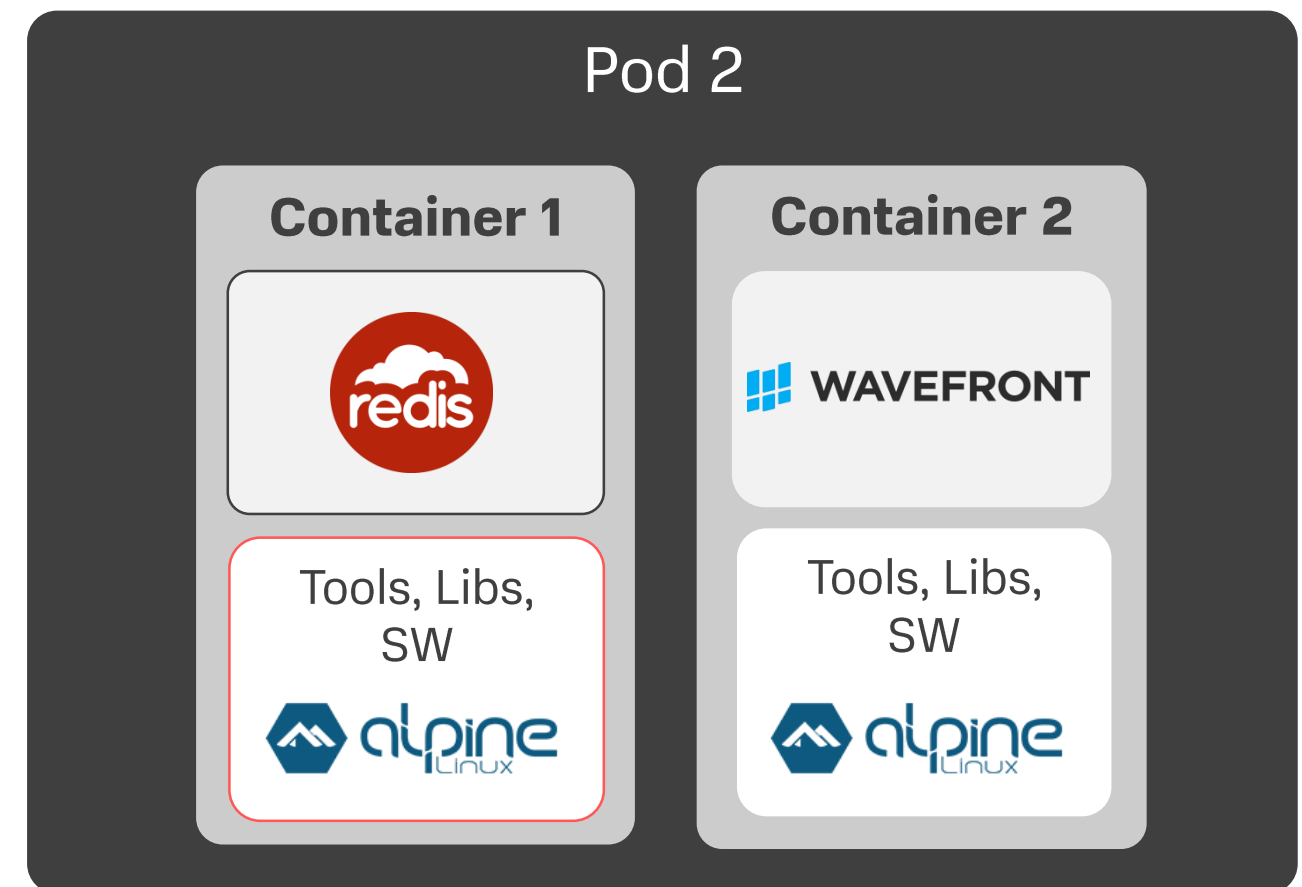 Pod 2
Container 1
redis
Tools, Libs,
SW
alpine
Linux
Container 2
WAVEFRONT
Tools, Libs,
SW
alpine
Linux